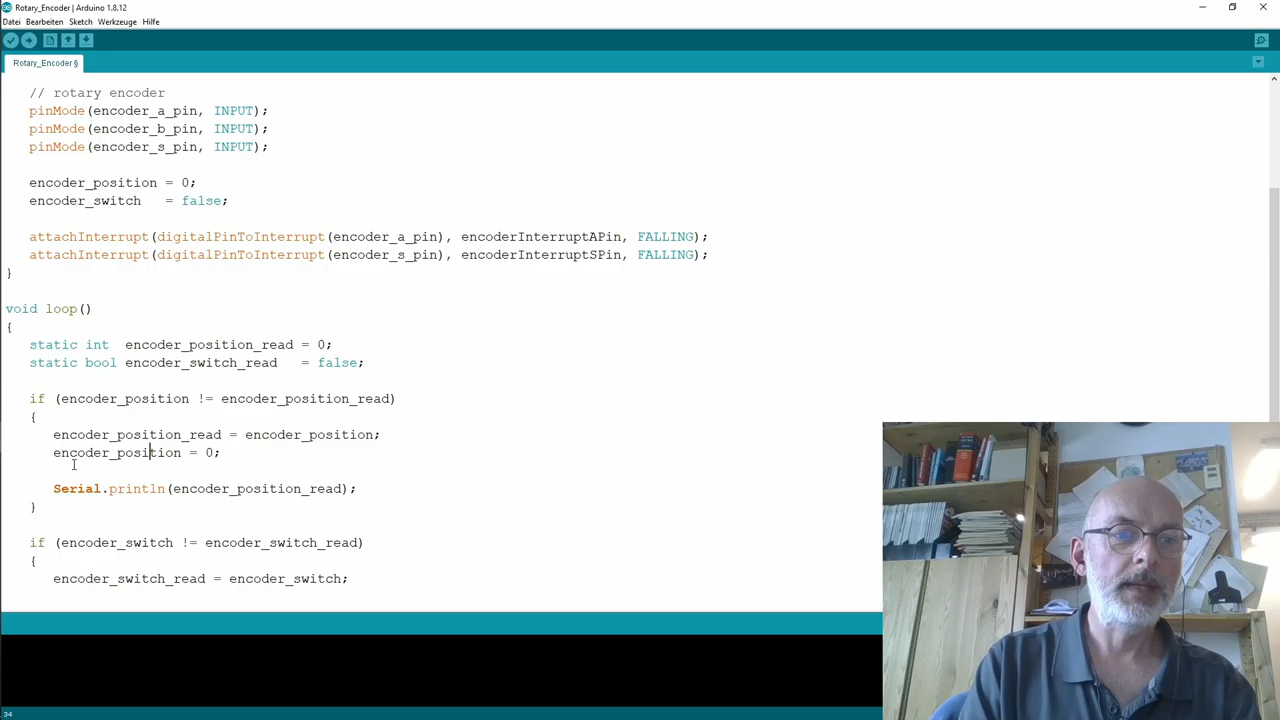 Rotary_Encoder | Arduino 1.8.12
Datei Bearbeiten Sketch Werkzeuge Hilfe
Rotary_Encoder §
// rotary encoder
pinMode(encoder_a_pin, INPUT);
pinMode(encoder_b_pin, INPUT);
pinMode(encoder_s_pin, INPUT);
encoder_position = 0;
encoder_switch   = false;
attachInterrupt(digitalPinToInterrupt(encoder_a_pin), encoderInterruptAPin, FALLING);
attachInterrupt(digitalPinToInterrupt(encoder_s_pin), encoderInterruptSPin, FALLING);
}
void loop()
{
static int  encoder_position_read = 0;
static bool encoder_switch_read   = false;
if (encoder_position != encoder_position_read)
{
encoder_position_read = encoder_position;
encoder_position = 0;
Serial.println(encoder_position_read);
}
if (encoder_switch != encoder_switch_read)
{
encoder_switch_read = encoder_switch;
34